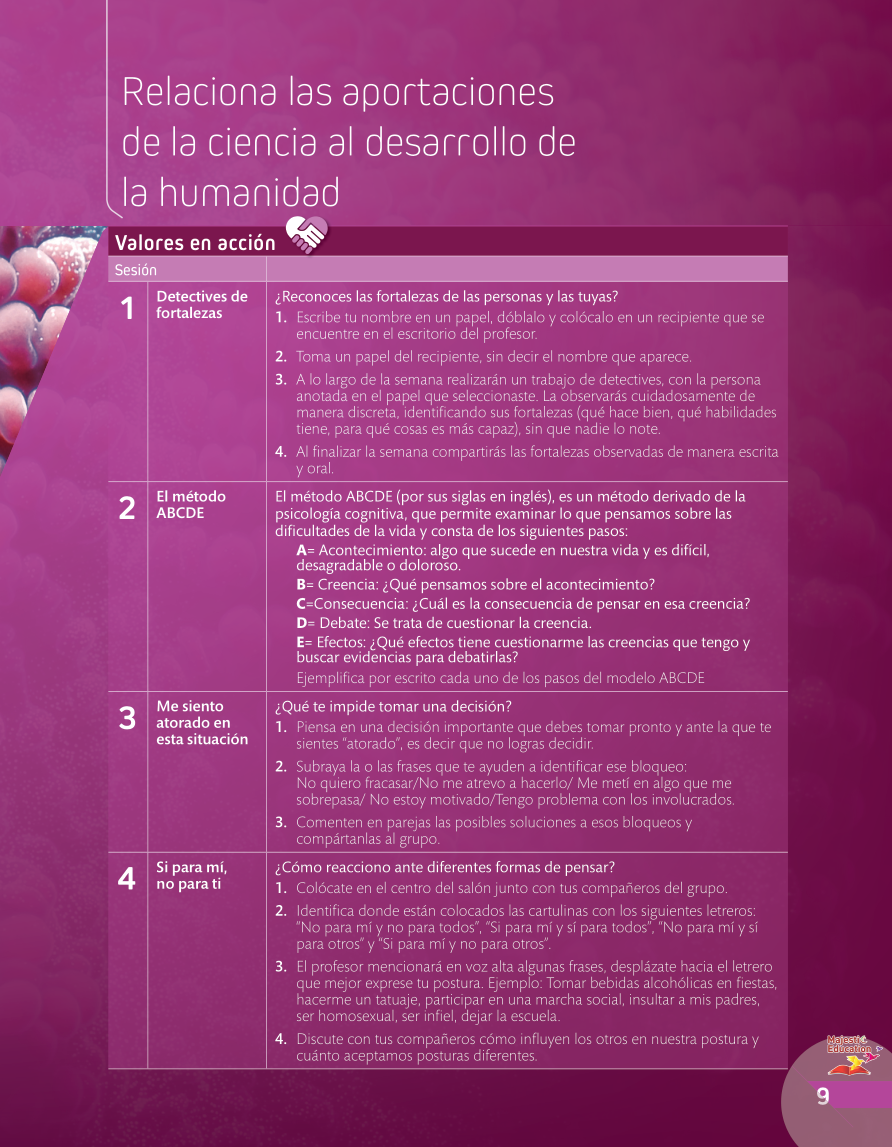 Relaciona las aportaciones
de la ciencia al desarrollo de
la humanidad
Valores en acción
Sesión
1
Detectives de
fortalezas
¿Reconoces las fortalezas de las personas y las tuyas?
1. Escribe tu nombre en un papel, dóblalo y colócalo en un recipiente que se
encuentre en el escritorio del profesor.
2. Toma un papel del recipiente, sin decir el nombre que aparece.
3. A lo largo de la semana realizarán un trabajo de detectives, con la persona
anotada en el papel que seleccionaste. La observarás cuidadosamente de
manera discreta, identificando sus fortalezas (qué hace bien, qué habilidades
tiene, para qué cosas es más capaz), sin que nadie lo note.
4. Al finalizar la semana compartirás las fortalezas observadas de manera escrita
y oral.
2
El método
ABCDE
El método ABCDE (por sus siglas en inglés), es un método derivado de la
psicología cognitiva, que permite examinar lo que pensamos sobre las
dificultades de la vida y consta de los siguientes pasos:
A= Acontecimiento: algo que sucede en nuestra vida y es difícil,
desagradable o doloroso.
B= Creencia: ¿Qué pensamos sobre el acontecimiento?
C=Consecuencia: ¿Cuál es la consecuencia de pensar en esa creencia?
D= Debate: Se trata de cuestionar la creencia.
E= Efectos: ¿Qué efectos tiene cuestionarme las creencias que tengo y
buscar evidencias para debatirlas?
Ejemplifica por escrito cada uno de los pasos del modelo ABCDE
3
Me siento
atorado en
esta situación
¿Qué te impide tomar una decisión?
1. Piensa en una decisión importante que debes tomar pronto y ante la que te
sientes "atorado", es decir que no logras decidir.
2. Subraya la o las frases que te ayuden a identificar ese bloqueo:
No quiero fracasar/No me atrevo a hacerlo/ Me metí en algo que me
sobrepasa/ No estoy motivado/Tengo problema con los involucrados.
3. Comenten en parejas las posibles soluciones a esos bloqueos y
compártanlas al grupo.
4
Si para mí,
no para ti
¿Cómo reacciono ante diferentes formas de pensar?
1. Colócate en el centro del salón junto con tus compañeros del grupo.
2. Identifica donde están colocados las cartulinas con los siguientes letreros:
"No para mí y no para todos", "Si para mí y sí para todos", "No para mí y sí
para otros" y "Si para mí y no para otros".
3. El profesor mencionará en voz alta algunas frases, desplázate hacia el letrero
que mejor exprese tu postura. Ejemplo: Tomar bebidas alcohólicas en fiestas,
hacerme un tatuaje, participar en una marcha social, insultar a mis padres,
ser homosexual, ser infiel, dejar la escuela.
4. Discute con tus compañeros cómo influyen los otros en nuestra postura y
cuánto aceptamos posturas diferentes.
Majestic
Education
9